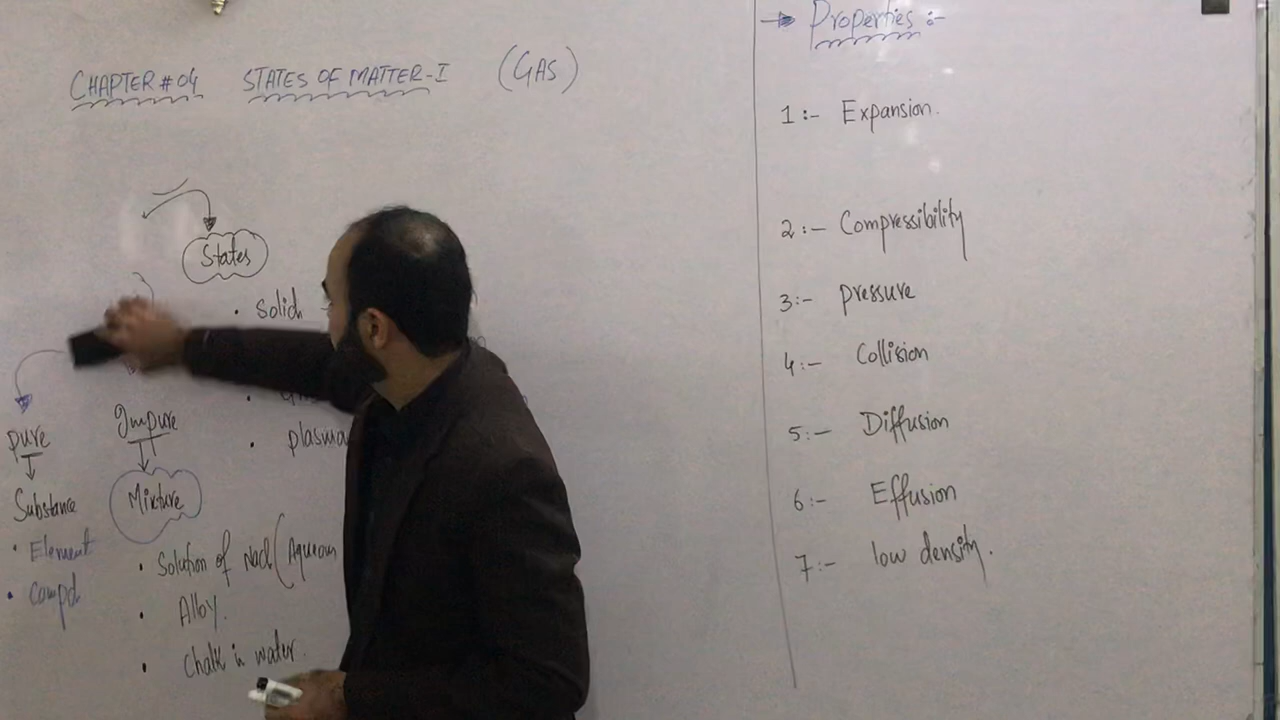 CHAPTER # 04 STATES OF MATTER-I (GAS)
States
• Solid
• plasma
pure
Impure
Substance
Mixture
• Element
• Compd
• Solution of Nacl (Aqueous
• Alloy.
• Chalk in water.
→ Properties :-
1:- Expansion.
2:- Compressibility
3:- pressure
4:- Collision
5:- Diffusion
6:- Effusion
7:- low density.